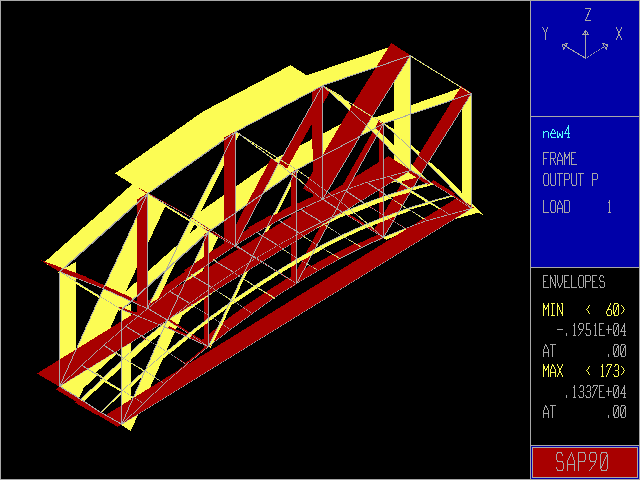 Z
Y X
new4
FRAME
OUTPUT P
LOAD 1
ENVELOPES
MIN < 60>
-.1951E+04
AT .00
MAX < 173>
.1337E+04
AT .00
SAP90